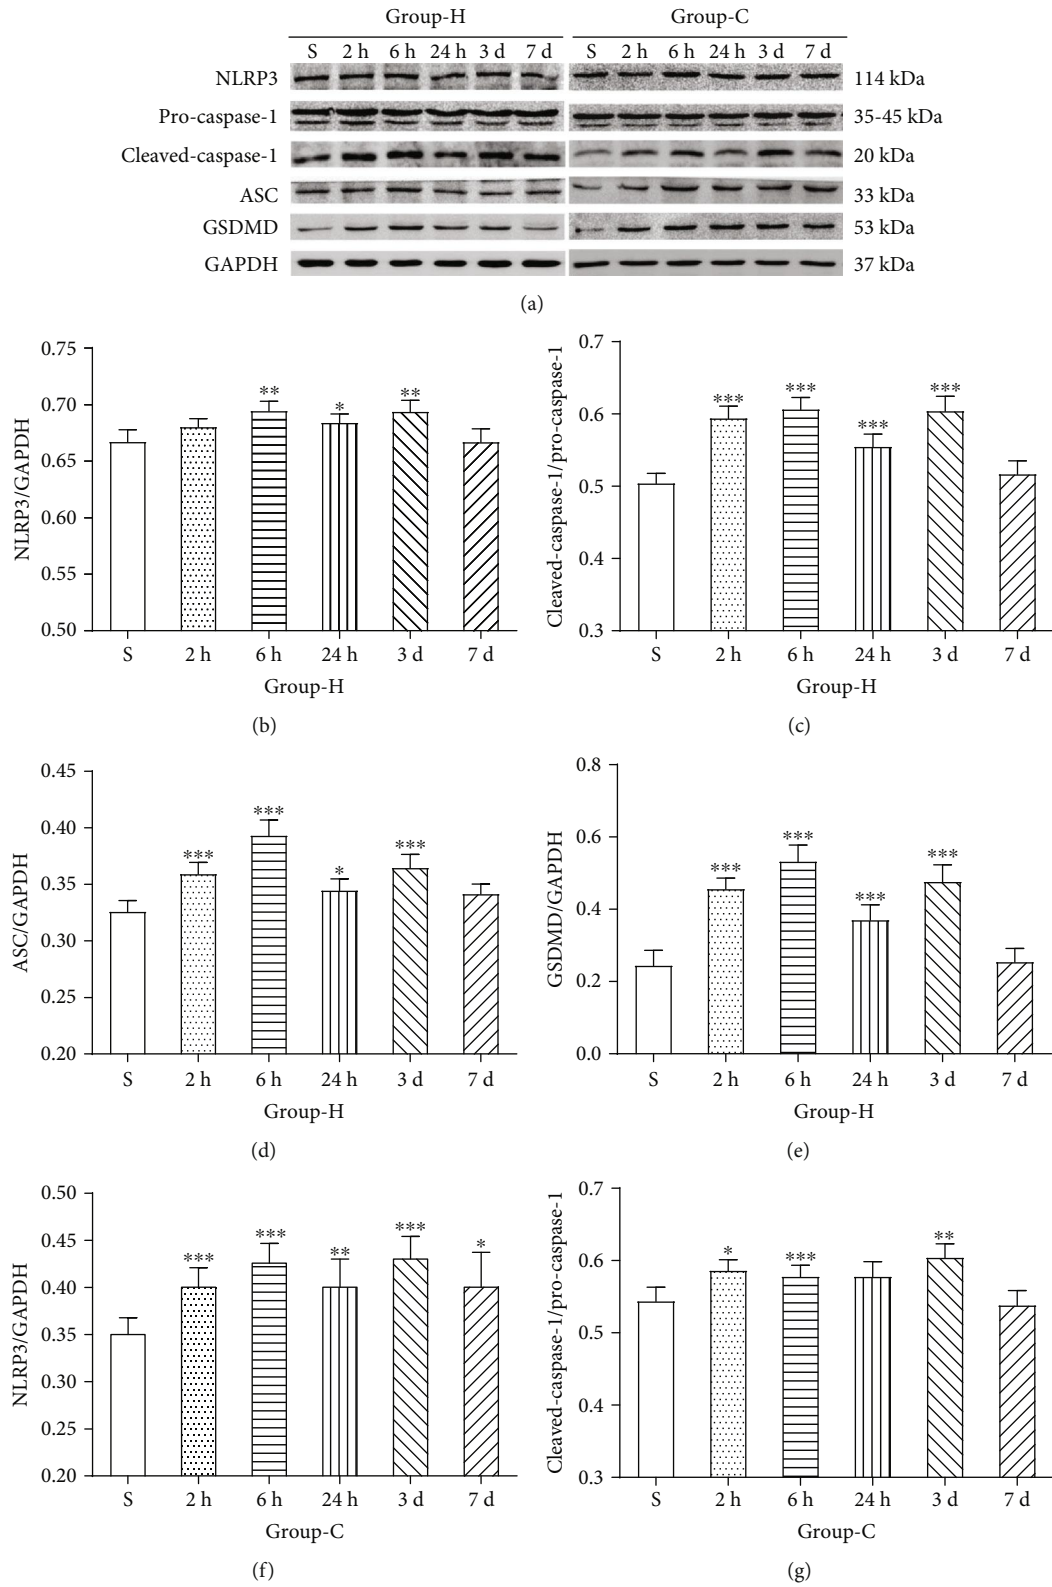 Group-H Group-C
S 2 h 6 h 24 h 3 d 7 d S 2 h 6 h 24 h 3 d 7 d
NLRP3 114 kDa
Pro-caspase-1 35-45 kDa
Cleaved-caspase-1 20 kDa
ASC 33 kDa
GSDMD 53 kDa
GAPDH 37 kDa
(a)
NLRP3/GAPDH
0.75
0.70
0.65
0.60
0.55
0.50
** * **
S 2 h 6 h 24 h 3 d 7 d
Group-H
(b)
Cleaved-caspase-1/pro-caspase-1
0.7
0.6
0.5
0.4
0.3
*** *** *** ***
S 2 h 6 h 24 h 3 d 7 d
Group-H
(c)
ASC/GAPDH
0.45
0.40
0.35
0.30
0.25
0.20
*** *** * ***
S 2 h 6 h 24 h 3 d 7 d
Group-H
(d)
GSDMD/GAPDH
0.8
0.6
0.4
0.2
0.0
*** *** *** ***
S 2 h 6 h 24 h 3 d 7 d
Group-H
(e)
NLRP3/GAPDH
0.50
0.45
0.40
0.35
0.30
0.25
0.20
*** *** ** *** *
S 2 h 6 h 24 h 3 d 7 d
Group-C
(f)
Cleaved-caspase-1/pro-caspase-1
0.7
0.6
0.5
0.4
0.3
* *** **
S 2 h 6 h 24 h 3 d 7 d
Group-C
(g)